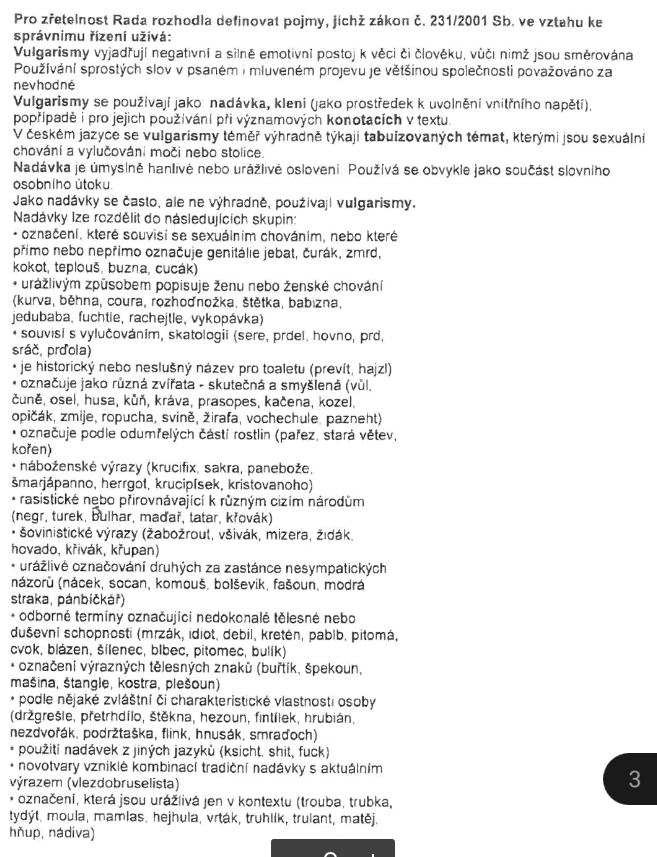 Pro zřetelnost Rada rozhodla definovat pojmy, jichž zákon č. 231/2001 Sb. ve vztahu ke
správnímu řízení užívá:
Vulgarismy vyjadřují negativní a silně emotivní postoj k věci či člověku, vůči nimž jsou směrována
Používání sprostých slov v psaném i mluveném projevu je většinou společnosti považováno za
nevhodné.
Vulgarismy se používají jako: nadávka, klení (jako prostředek k uvolnění vnitřního napětí),
popřípadě i pro jejich používání při významových konotacích v textu.
V českém jazyce se vulgarismy téměř výhradně týkají tabuizovaných témat, kterými jsou sexuální
chování a vylučování moči nebo stolice.
Nadávka je úmyslně hanlivé nebo urážlivé oslovení. Používá se obvykle jako součást slovního
osobního útoku.
Jako nadávky se často, ale ne výhradně, používají vulgarismy.
Nadávky lze rozdělit do následujících skupin:
• označení, které souvisí se sexuálním chováním, nebo které
přímo nebo nepřímo označuje genitálie jebat, čurák, zmrd,
kokot, teplouš, buzna, cucák)
• urážlivým způsobem popisuje ženu nebo ženské chování
(kurva, běhna, coura, rozhoďnožka, štětka, babizna,
jedubaba, fuchtle, rachejtle, vykopávka)
• souvisí s vylučováním, skatologií (sere, prdel, hovno, prd,
sráč, prďola)
• je historický nebo neslušný název pro toaletu (prevít, hajzl)
• označuje jako různá zvířata - skutečná a smyšlená (vůl,
čuně, osel, husa, kůň, kráva, prasopes, kačena, kozel,
opičák, zmije, ropucha, svině, žirafa, vochechule, pazneht)
• označuje podle odumřelých částí rostlin (pařez, stará větev,
kořen)
• náboženské výrazy (krucifix, sakra, panebože,
šmarjápanno, herrgot, krucipísek, kristovanoho)
• rasistické nebo přirovnávající k různým cizím národům
(negr, turek, bulhar, maďař, tatar, křovák)
• šovinistické výrazy (žabožrout, všivák, mizera, židák,
hovado, křivák, křupan)
• urážlivé označování druhých za zastánce nesympatických
názorů (nácek, socan, komouš, bolševik, fašoun, modrá
straka, pánbíčkář)
• odborné termíny označující nedokonalé tělesné nebo
duševní schopnosti (mrzák, idiot, debil, kretén, pablb, pitomá,
cvok, blázen, šílenec, blbec, pitomec, bulík)
• označení výrazných tělesných znaků (buřtík, špekoun,
mašina, štangle, kostra, plešoun)
• podle nějaké zvláštní či charakteristické vlastnosti osoby
(držgrešle, přetrhdílo, štěkna, hezoun, fintilek, hrubián,
nezdvořák, podržtaška, flink, hnusák, smraďoch)
• použití nadávek z jiných jazyků (ksicht, shit, fuck)
• novotvary vzniklé kombinací tradiční nadávky s aktuálním
výrazem (vlezdobruselista)
• označení, která jsou urážlivá jen v kontextu (trouba, trubka,
tydýt, moula, mamlas, hejhula, vrták, truhlík, trulant, matěj,
hňup, nádiva)
3